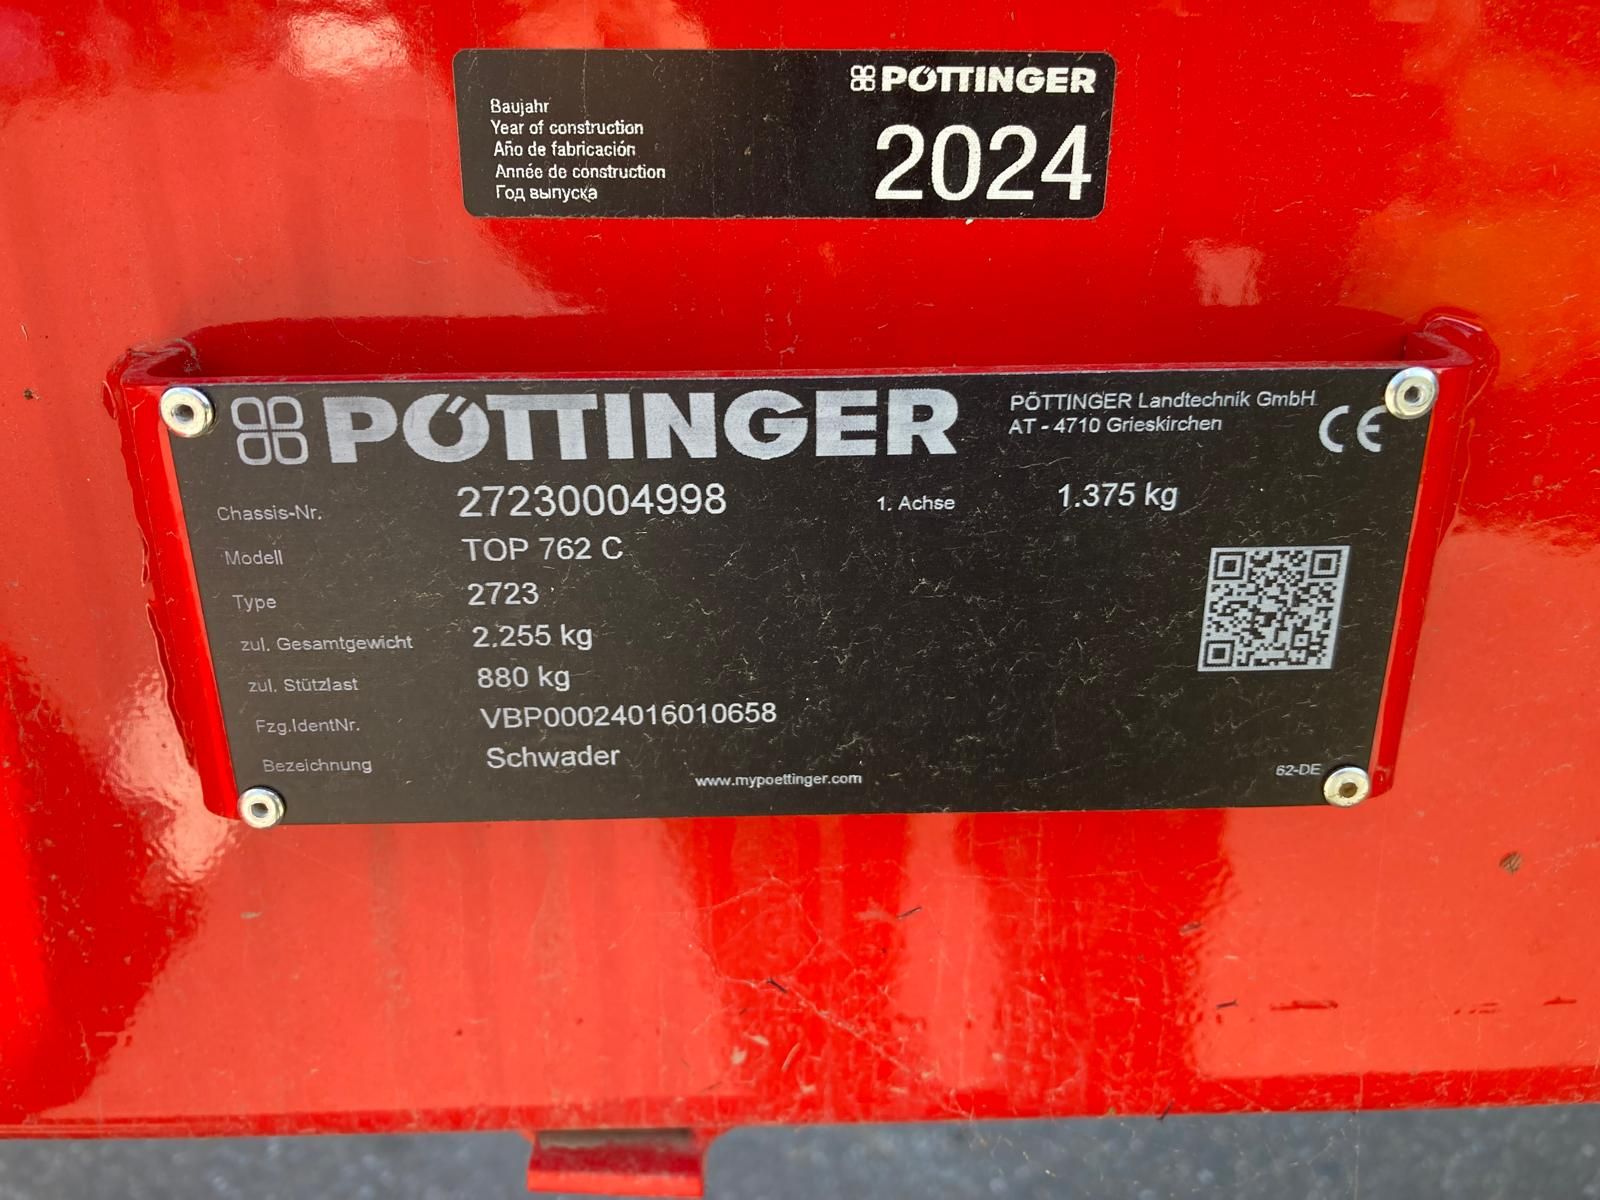 PÖTTINGER
Baujahr
Year of construction
Año de fabricación
Année de construction
Год выпуска
2024
PÖTTINGER
PÖTTINGER Landtechnik GmbH
AT - 4710 Grieskirchen
CE
Chassis-Nr. 27230004998 1. Achse 1.375 kg
Modell TOP 762 C
Type 2723
zul. Gesamtgewicht 2.255 kg
zul. Stützlast 880 kg
Fzg.IdentNr. VBP00024016010658
Bezeichnung Schwader
www.mypoettinger.com
62-DE